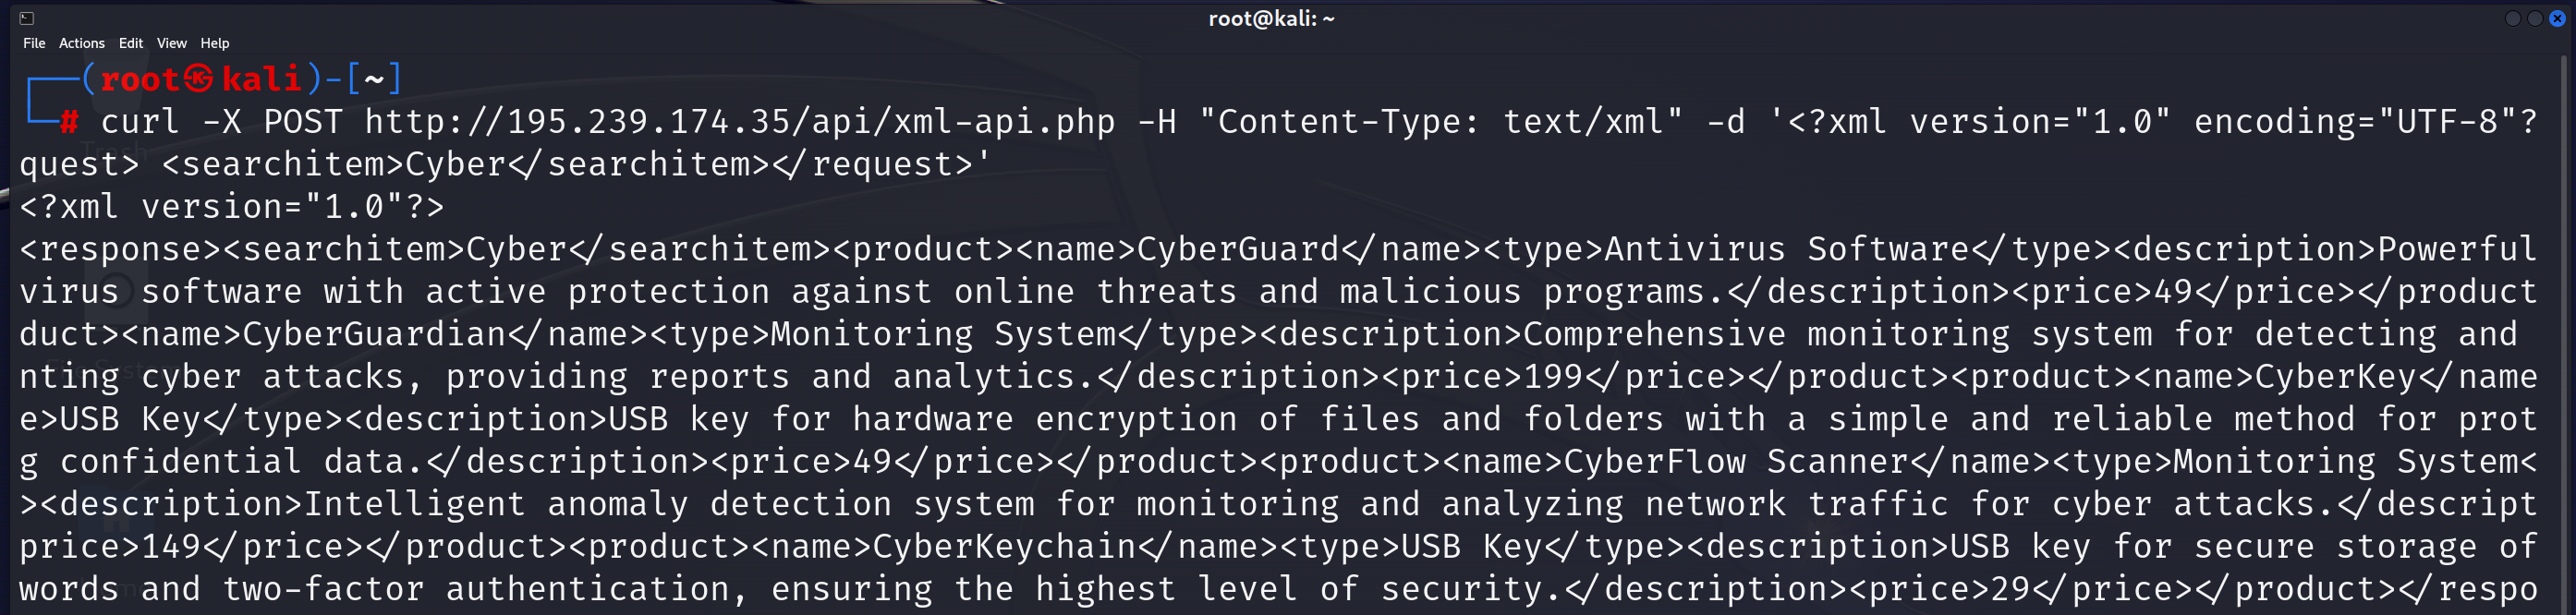 root@kali: ~
File Actions Edit View Help
(root㉿kali)-[~]
# curl -X POST http://195.239.174.35/api/xml-api.php -H "Content-Type: text/xml" -d '<?xml version="1.0" encoding="UTF-8"?
quest> <searchitem>Cyber</searchitem></request>'
<?xml version="1.0"?>
<response><searchitem>Cyber</searchitem><product><name>CyberGuard</name><type>Antivirus Software</type><description>Powerful
virus software with active protection against online threats and malicious programs.</description><price>49</price></product
duct><name>CyberGuardian</name><type>Monitoring System</type><description>Comprehensive monitoring system for detecting and
nting cyber attacks, providing reports and analytics.</description><price>199</price></product><product><name>CyberKey</name
e>USB Key</type><description>USB key for hardware encryption of files and folders with a simple and reliable method for prot
g confidential data.</description><price>49</price></product><product><name>CyberFlow Scanner</name><type>Monitoring System<
><description>Intelligent anomaly detection system for monitoring and analyzing network traffic for cyber attacks.</descript
price>149</price></product><product><name>CyberKeychain</name><type>USB Key</type><description>USB key for secure storage of
words and two-factor authentication, ensuring the highest level of security.</description><price>29</price></product></respo